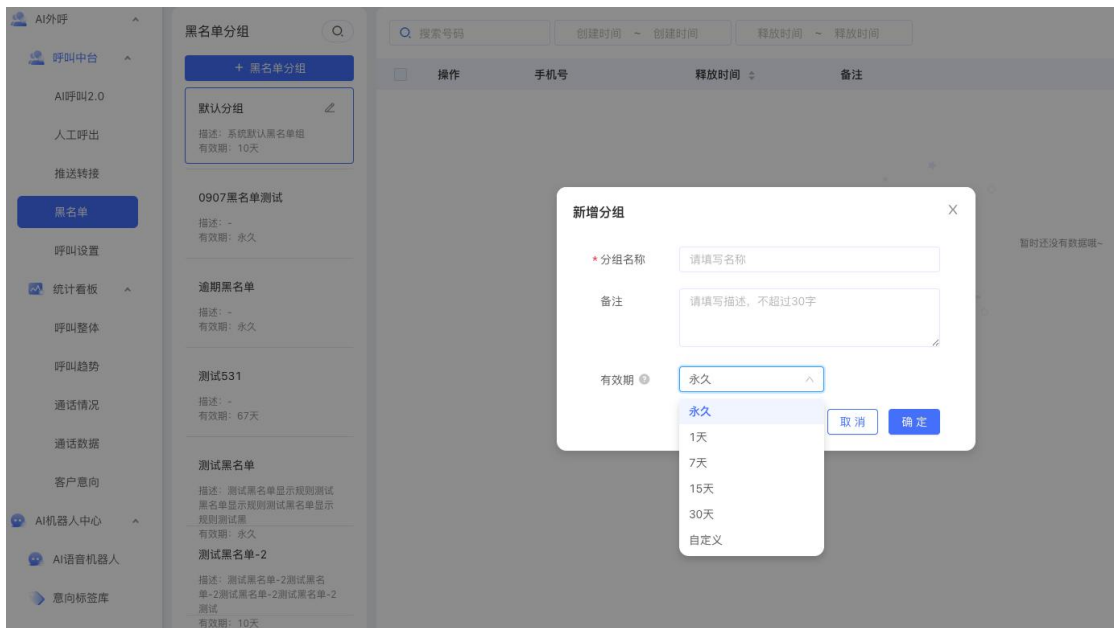 AI外呼
呼叫中台
AI呼叫2.0
人工呼出
推送转接
黑名单
呼叫设置
统计看板
呼叫整体
呼叫趋势
通话情况
通话数据
客户意向
AI机器人中心
AI语音机器人
意向标签库
黑名单分组
+ 黑名单分组
默认分组
描述：系统默认黑名单组
有效期：10天
0907黑名单测试
描述：-
有效期：永久
逾期黑名单
描述：-
有效期：永久
测试531
描述：-
有效期：67天
测试黑名单
描述：测试黑名单显示规则测试
黑名单显示规则测试黑名单显示
规则测试黑
有效期：永久
测试黑名单-2
描述：测试黑名单-2测试黑名
单-2测试黑名单-2测试黑名单-2
测试
有效期：10天
搜索号码
创建时间 ~ 创建时间
释放时间 ~ 释放时间
操作 手机号 释放时间 备注
暂时还没有数据哦~
新增分组
* 分组名称 请填写名称
备注 请填写描述，不超过30字
有效期 永久
永久
1天
7天
15天
30天
自定义
取消 确定